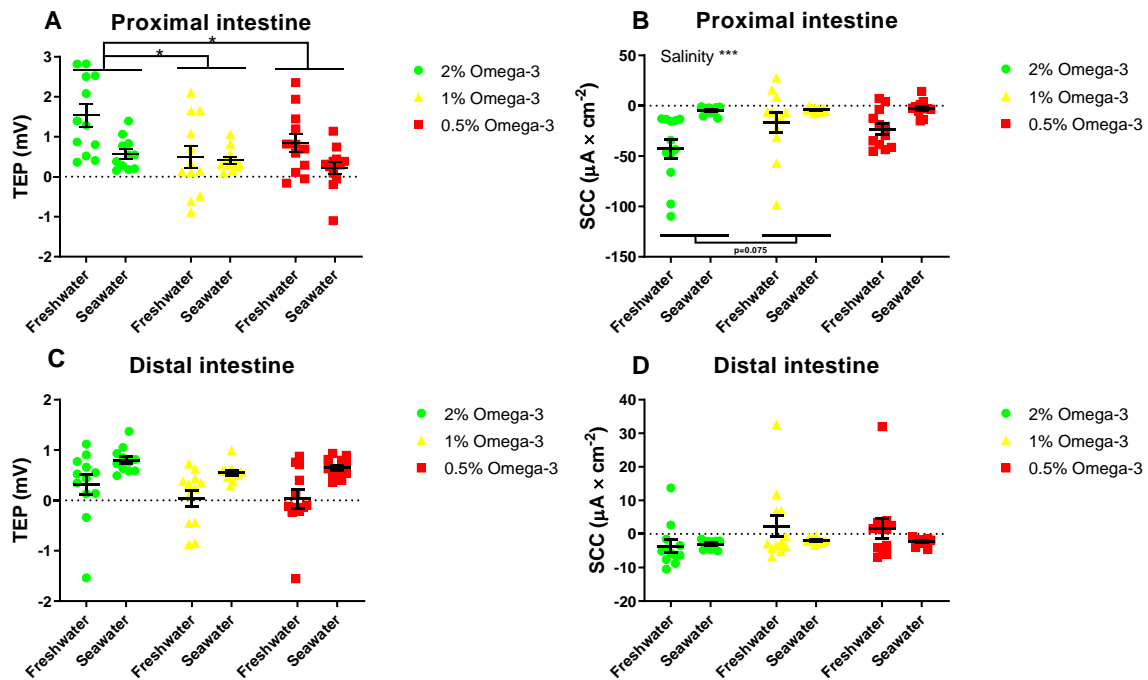 A
Proximal intestine
TEP (mV)
3
2
1
0
-1
-2
*
*
Freshwater
Seawater
Freshwater
Seawater
Freshwater
Seawater
2% Omega-3
1% Omega-3
0.5% Omega-3
B
Proximal intestine
SCC (µA × cm⁻²)
50
0
-50
-100
-150
Salinity ***
p=0.075
Freshwater
Seawater
Freshwater
Seawater
Freshwater
Seawater
2% Omega-3
1% Omega-3
0.5% Omega-3
C
Distal intestine
TEP (mV)
2
1
0
-1
-2
Freshwater
Seawater
Freshwater
Seawater
Freshwater
Seawater
2% Omega-3
1% Omega-3
0.5% Omega-3
D
Distal intestine
SCC (µA × cm⁻²)
40
30
20
10
0
-10
-20
Freshwater
Seawater
Freshwater
Seawater
Freshwater
Seawater
2% Omega-3
1% Omega-3
0.5% Omega-3